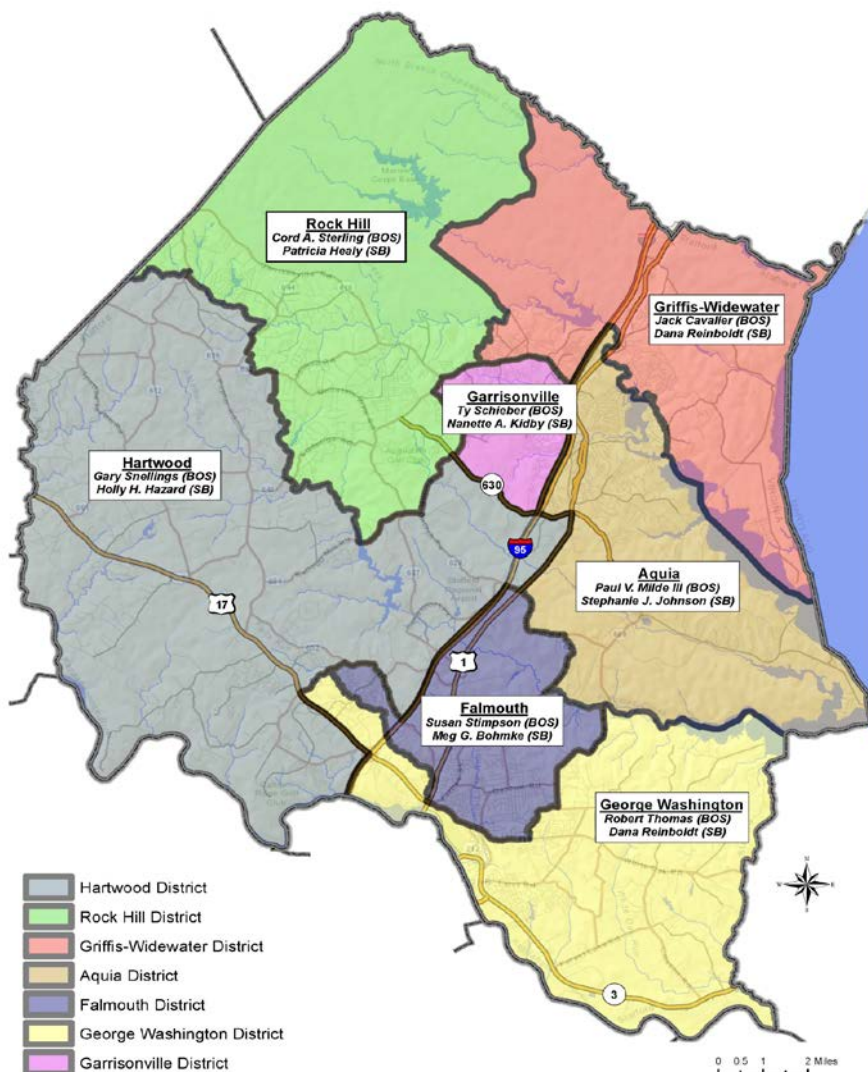 Rock Hill
Cord A. Sterling (BOS)
Patricia Healy (SB)
Griffis-Widewater
Jack Cavalier (BOS)
Dana Reinboldt (SB)
Garrisonville
Ty Schieber (BOS)
Nanette A. Kidby (SB)
Hartwood
Gary Snellings (BOS)
Holly H. Hazard (SB)
630
95
Aquia
Paul V. Milde III (BOS)
Stephanie J. Johnson (SB)
17
1
Falmouth
Susan Stimpson (BOS)
Meg G. Bohmke (SB)
George Washington
Robert Thomas (BOS)
Dana Reinboldt (SB)
N
W E
S
3
Hartwood District
Rock Hill District
Griffis-Widewater District
Aquia District
Falmouth District
George Washington District
Garrisonville District
0 0.5 1 2 Miles